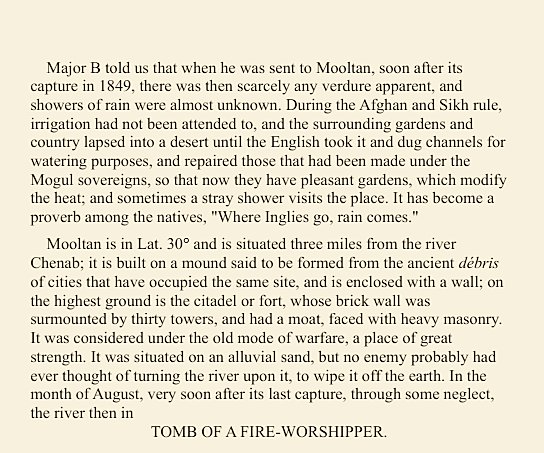 Major B told us that when he was sent to Mooltan, soon after its
capture in 1849, there was then scarcely any verdure apparent, and
showers of rain were almost unknown. During the Afghan and Sikh rule,
irrigation had not been attended to, and the surrounding gardens and
country lapsed into a desert until the English took it and dug channels for
watering purposes, and repaired those that had been made under the
Mogul sovereigns, so that now they have pleasant gardens, which modify
the heat; and sometimes a stray shower visits the place. It has become a
proverb among the natives, "Where Inglies go, rain comes."
Mooltan is in Lat. 30° and is situated three miles from the river
Chenab; it is built on a mound said to be formed from the ancient débris
of cities that have occupied the same site, and is enclosed with a wall; on
the highest ground is the citadel or fort, whose brick wall was
surmounted by thirty towers, and had a moat, faced with heavy masonry.
It was considered under the old mode of warfare, a place of great
strength. It was situated on an alluvial sand, but no enemy probably had
ever thought of turning the river upon it, to wipe it off the earth. In the
month of August, very soon after its last capture, through some neglect,
the river then in
TOMB OF A FIRE-WORSHIPPER.